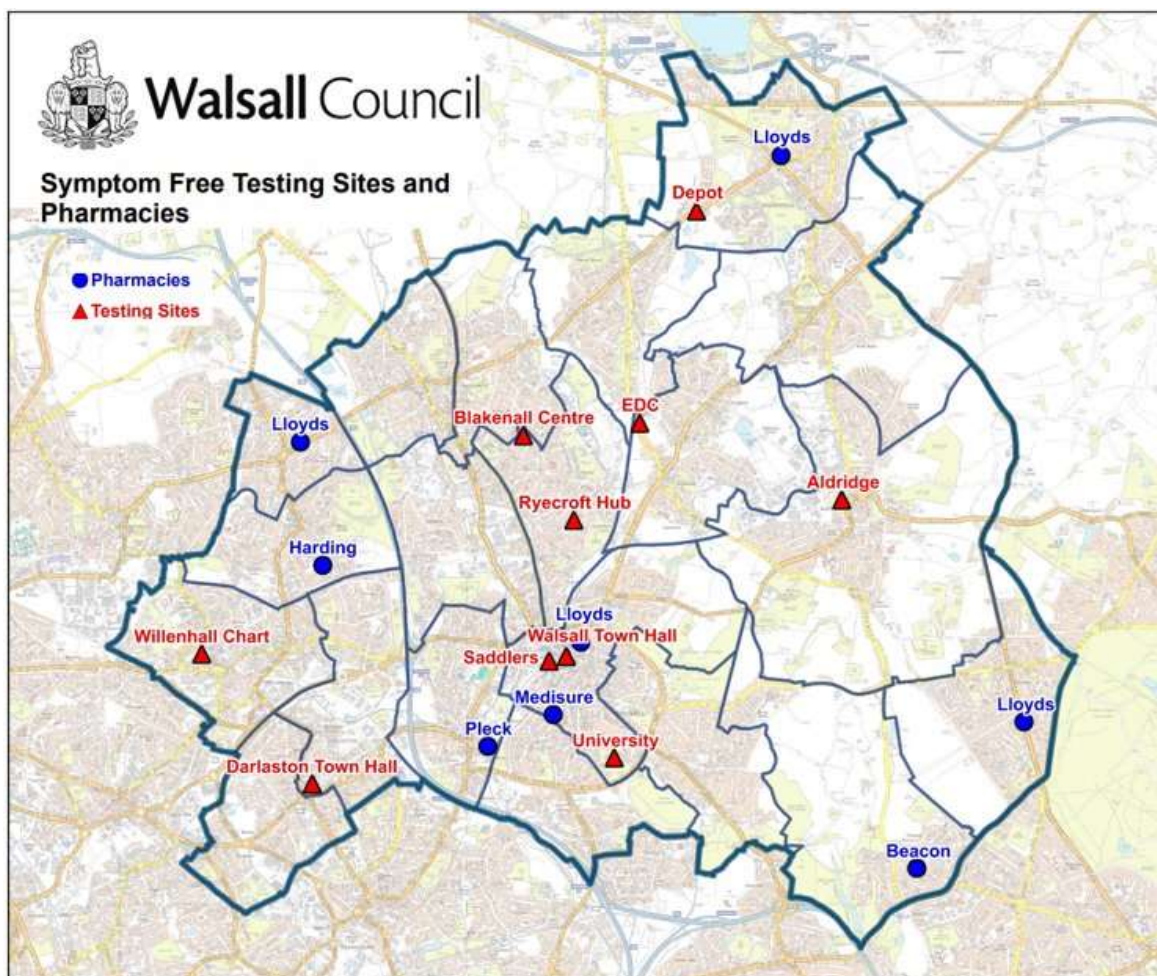 Walsall Council
Symptom Free Testing Sites and
Pharmacies
Pharmacies
Testing Sites
Lloyds
Depot
Blakenall Centre
EDC
Lloyds
Aldridge
Ryecroft Hub
Harding
Lloyds
Willenhall Chart
Walsall Town Hall
Saddlers
Medisure
Lloyds
Pleck
University
Darlaston Town Hall
Beacon